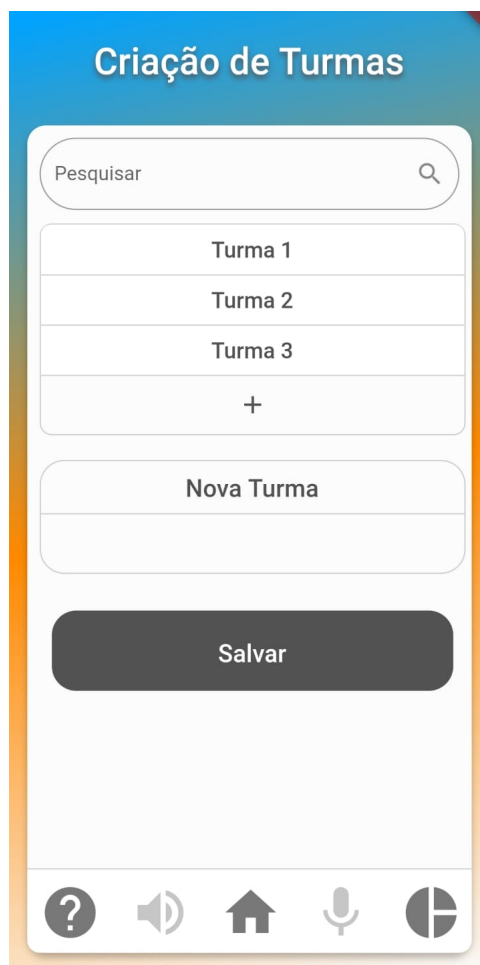 Criação de Turmas
Pesquisar
Turma 1
Turma 2
Turma 3
+
Nova Turma
Salvar
?